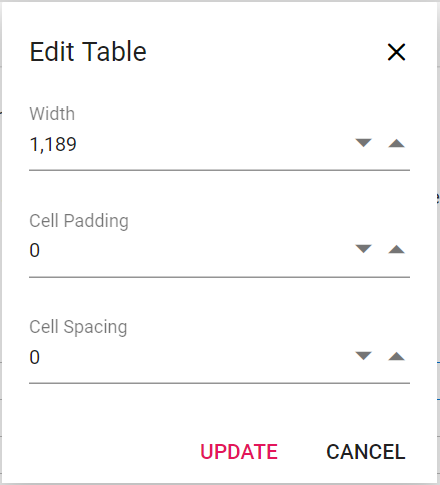 Edit Table
Width
1,189
Cell Padding
0
Cell Spacing
0
UPDATE CANCEL